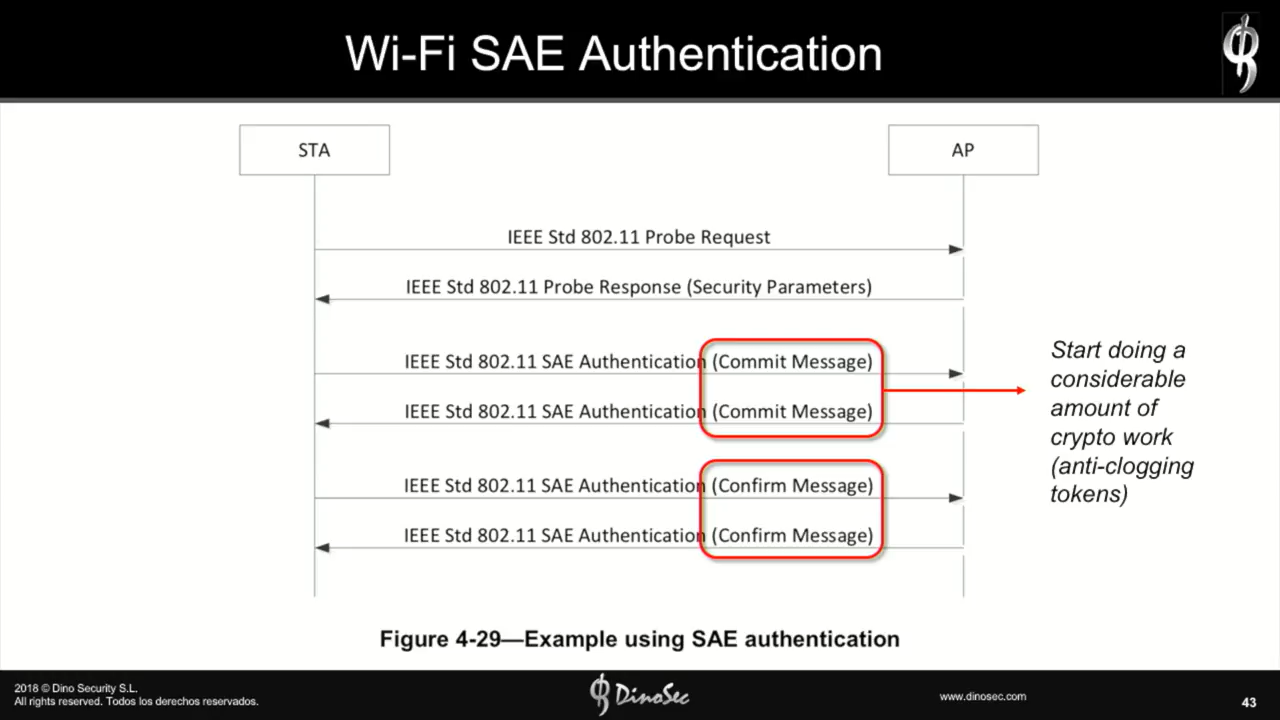 Wi-Fi SAE Authentication
STA
AP
IEEE Std 802.11 Probe Request
IEEE Std 802.11 Probe Response (Security Parameters)
IEEE Std 802.11 SAE Authentication (Commit Message)
IEEE Std 802.11 SAE Authentication (Commit Message)
IEEE Std 802.11 SAE Authentication (Confirm Message)
IEEE Std 802.11 SAE Authentication (Confirm Message)
Start doing a
considerable
amount of
crypto work
(anti-clogging
tokens)
Figure 4-29—Example using SAE authentication
2018 © Dino Security S.L.
All rights reserved. Todos los derechos reservados.
DinoSec
www.dinosec.com
43